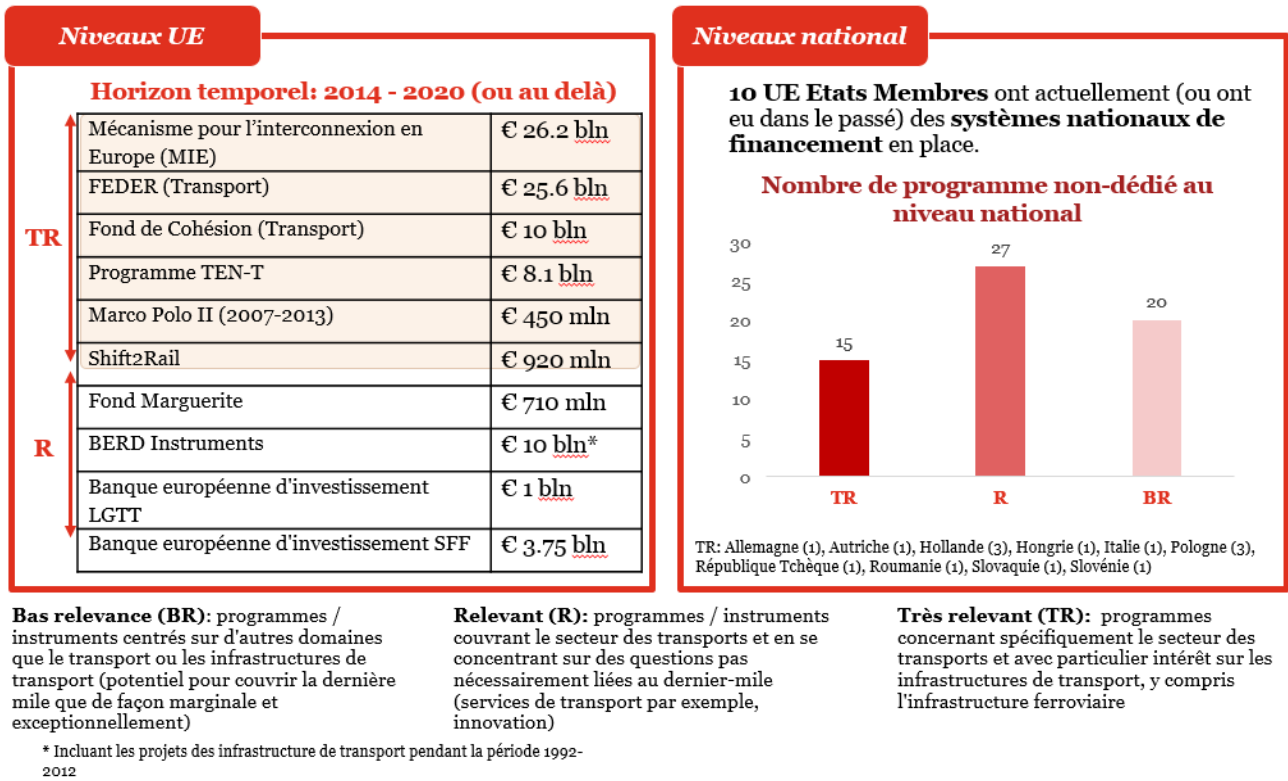 Niveaux UE
Horizon temporel: 2014 - 2020 (ou au delà)
TR
Mécanisme pour l'interconnexion en
Europe (MIE)
€ 26.2 bln
FEDER (Transport)
€ 25.6 bln
Fond de Cohésion (Transport)
€ 10 bln
Programme TEN-T
€ 8.1 bln
Marco Polo II (2007-2013)
€ 450 mln
Shift2Rail
€ 920 mln
R
Fond Marguerite
€ 710 mln
BERD Instruments
€ 10 bln*
Banque européenne d'investissement
LGTT
€ 1 bln
Banque européenne d'investissement SFF
€ 3.75 bln
Niveaux national
10 UE Etats Membres ont actuellement (ou ont
eu dans le passé) des systèmes nationaux de
financement en place.
Nombre de programme non-dédié au
niveau national
30
25
20
15
10
5
0
15
27
20
TR
R
BR
TR: Allemagne (1), Autriche (1), Hollande (3), Hongrie (1), Italie (1), Pologne (3),
République Tchèque (1), Roumanie (1), Slovaquie (1), Slovénie (1)
Bas relevance (BR): programmes /
instruments centrés sur d'autres domaines
que le transport ou les infrastructures de
transport (potentiel pour couvrir la dernière
mile que de façon marginale et
exceptionnellement)
Relevant (R): programmes / instruments
couvrant le secteur des transports et en se
concentrant sur des questions pas
nécessairement liées au dernier-mile
(services de transport par exemple,
innovation)
Très relevant (TR): programmes
concernant spécifiquement le secteur des
transports et avec particulier intérêt sur les
infrastructures de transport, y compris
l'infrastructure ferroviaire
* Incluant les projets des infrastructure de transport pendant la période 1992-
2012